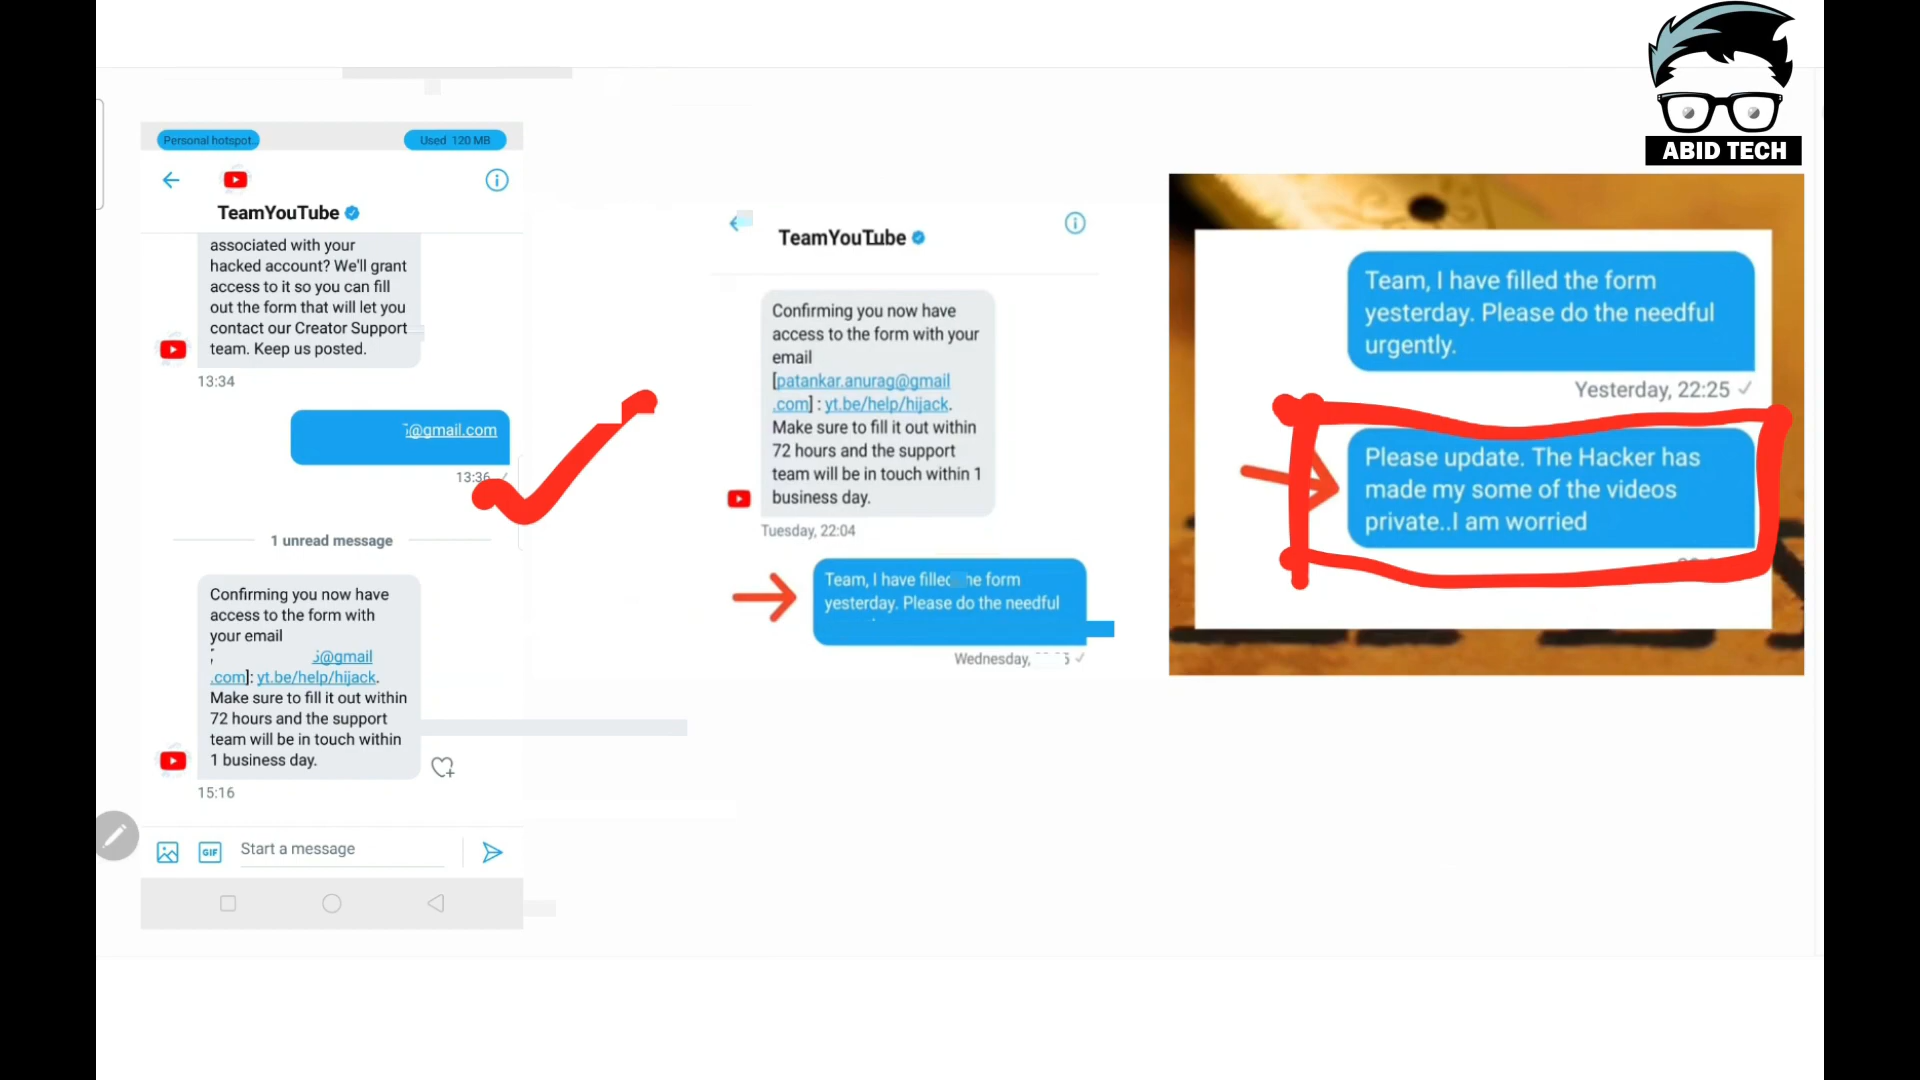 ABID TECH
Personal hotspot..
Used 120 MB
TeamYouTube
associated with your
hacked account? We'll grant
access to it so you can fill
out the form that will let you
contact our Creator Support
team. Keep us posted.
13:34
@gmail.com
13:36
1 unread message
Confirming you now have
access to the form with
your email
@gmail
.com]: yt.be/help/hijack.
Make sure to fill it out within
72 hours and the support
team will be in touch within
1 business day.
15:16
GIF
Start a message
TeamYouTube
Confirming you now have
access to the form with your
email
[patankar.anurag@gmail
.com] : yt.be/help/hijack.
Make sure to fill it out within
72 hours and the support
team will be in touch within 1
business day.
Tuesday, 22:04
Team, I have filled he form
yesterday. Please do the needful
Wednesday,
Team, I have filled the form
yesterday. Please do the needful
urgently.
Yesterday, 22:25
Please update. The Hacker has
made my some of the videos
private..I am worried